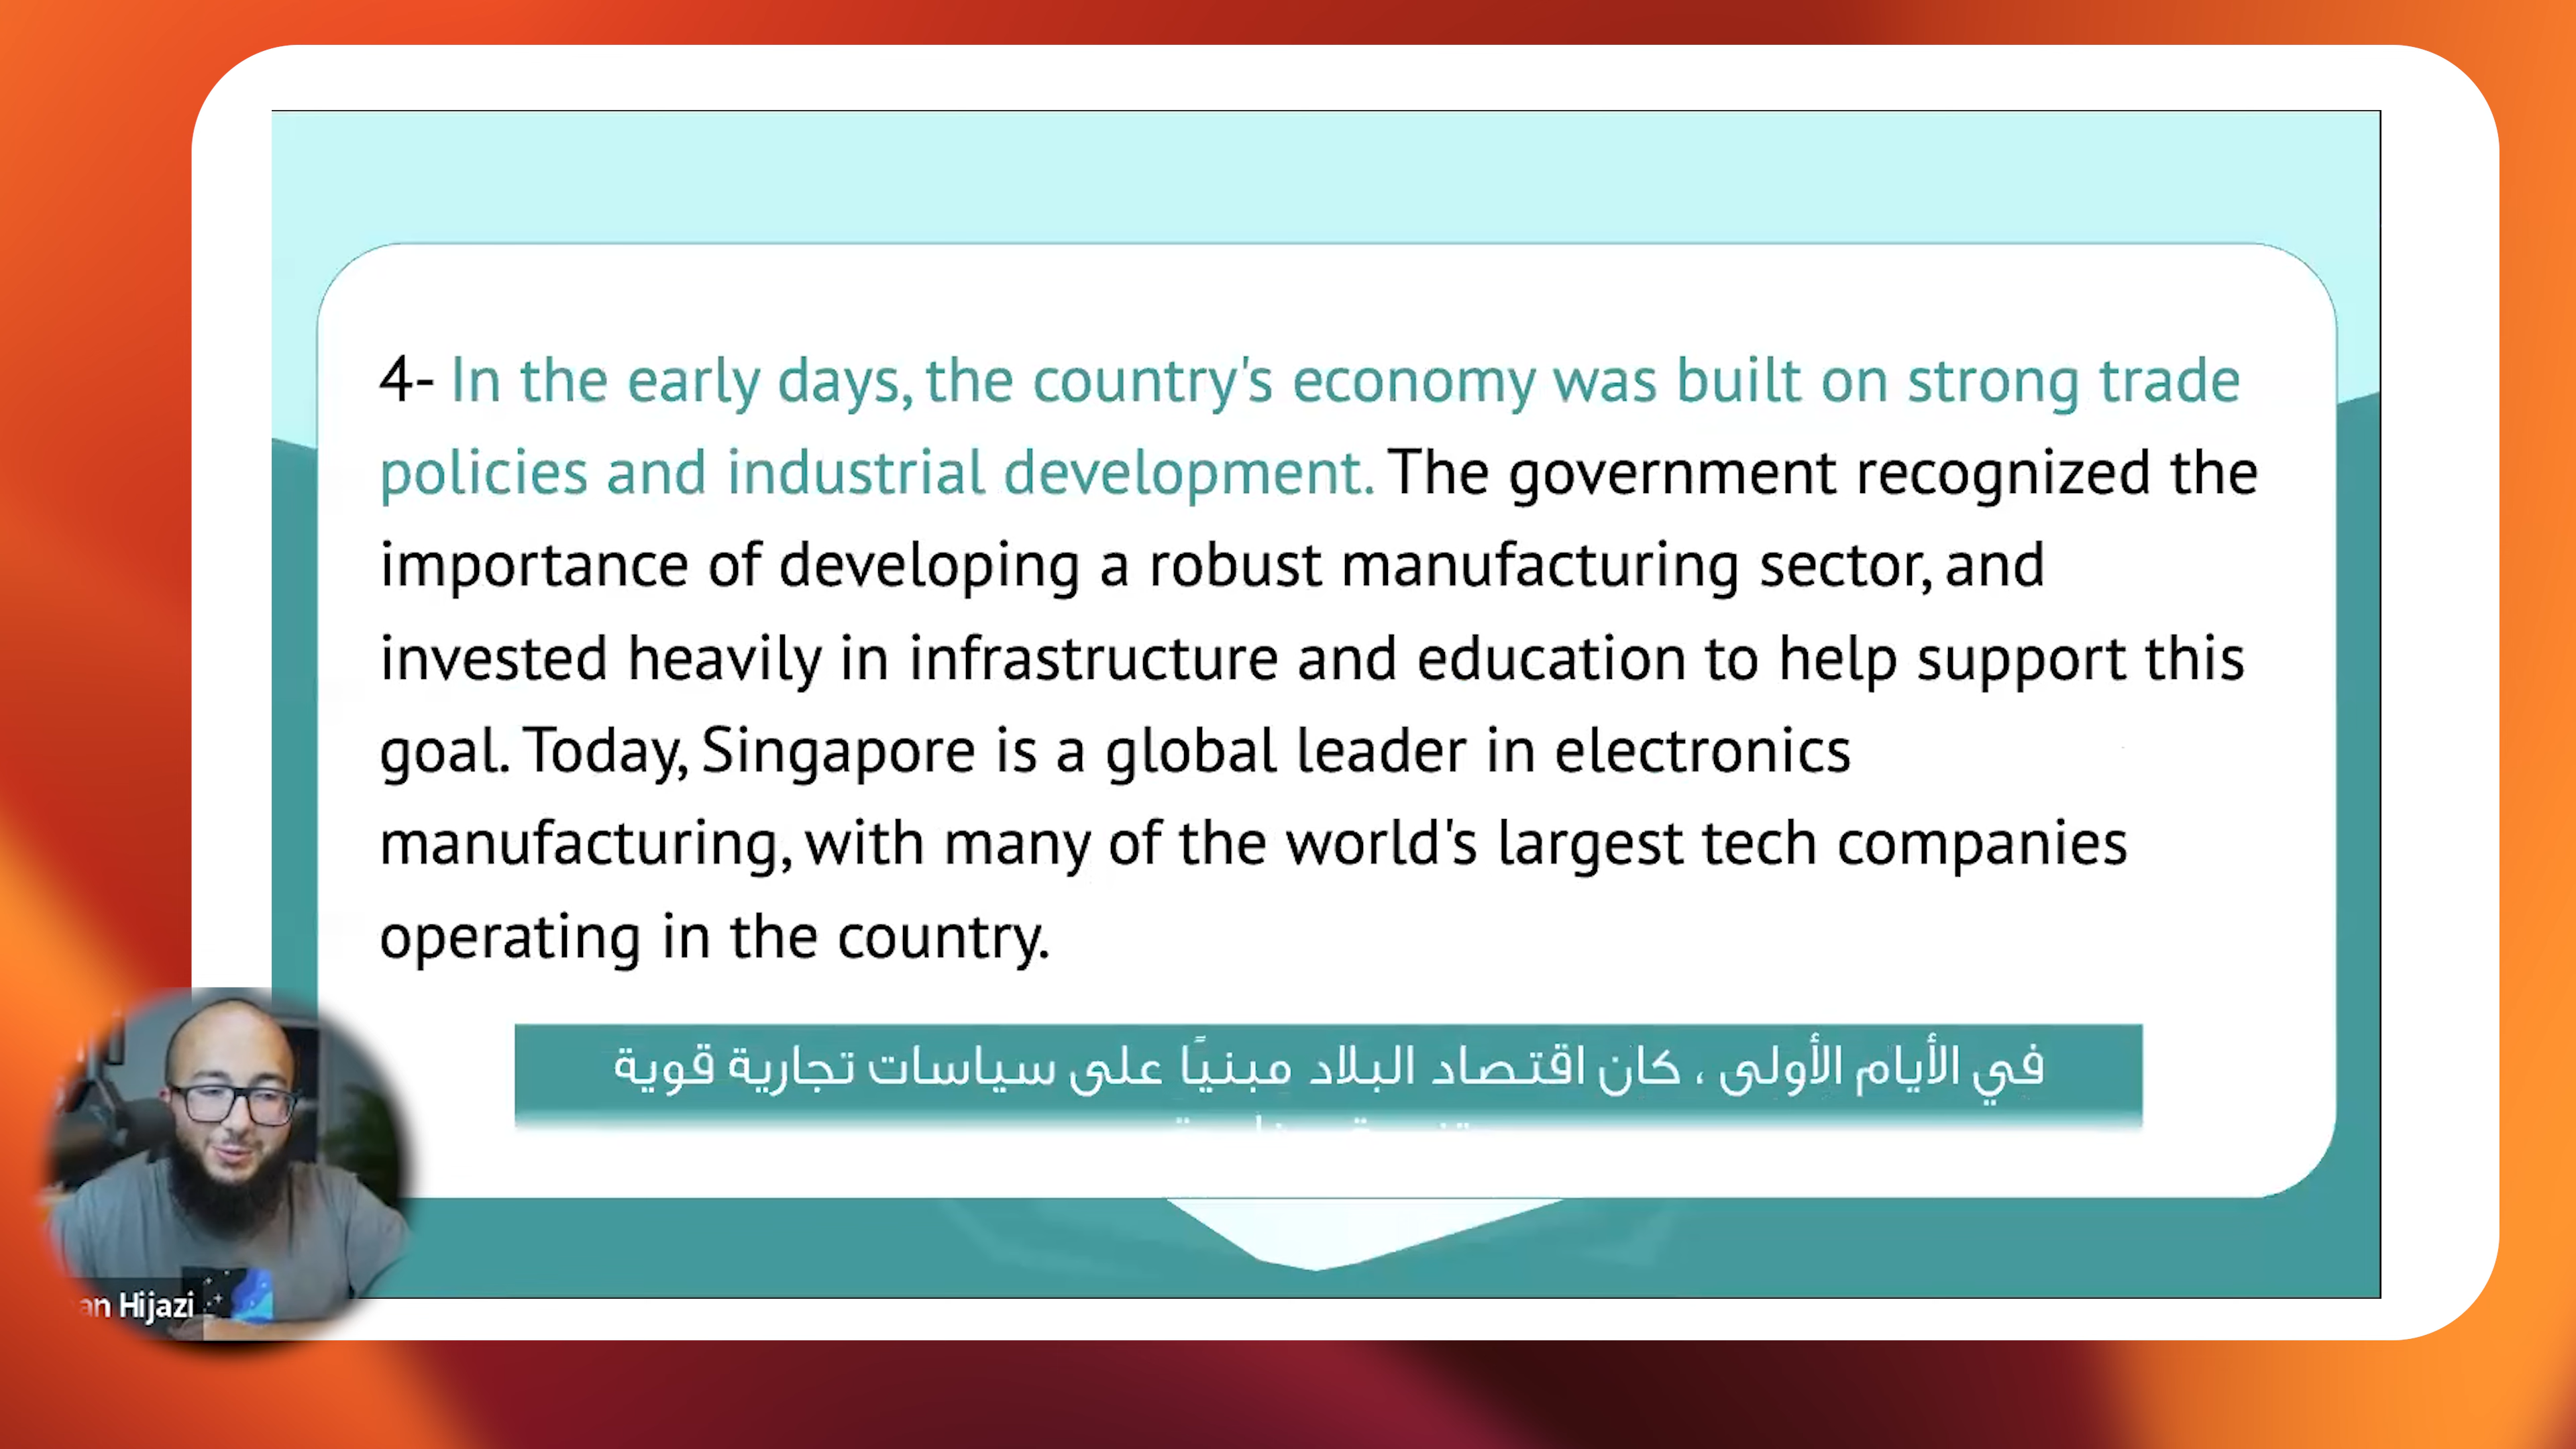 4- In the early days, the country's economy was built on strong trade
policies and industrial development. The government recognized the
importance of developing a robust manufacturing sector, and
invested heavily in infrastructure and education to help support this
goal. Today, Singapore is a global leader in electronics
manufacturing, with many of the world's largest tech companies
operating in the country.
في الأيام الأولى ، كان اقتصاد البلاد مبنيًا على سياسات تجارية قوية
Hijazi